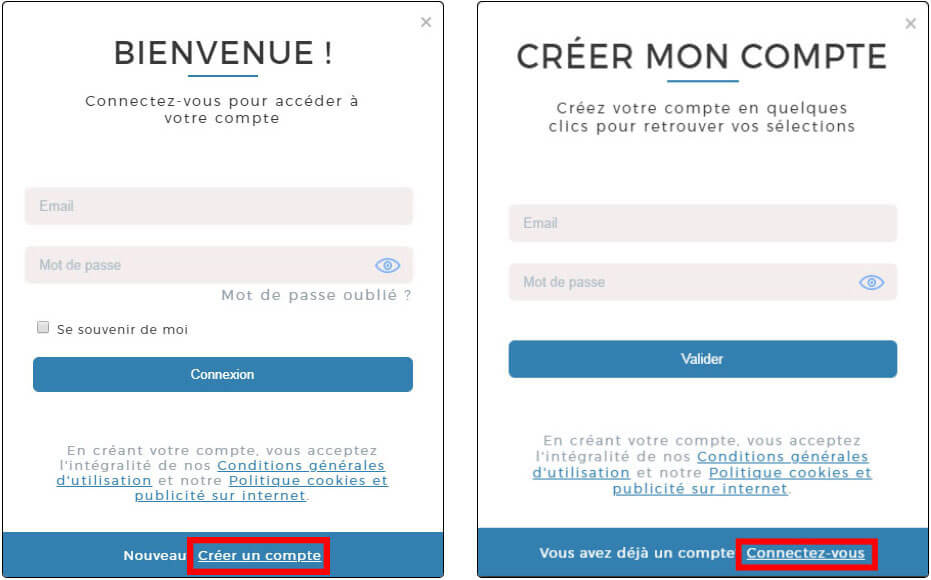 ×
BIENVENUE !
Connectez-vous pour accéder à
votre compte
Email
Mot de passe
Mot de passe oublié ?
Se souvenir de moi
Connexion
En créant votre compte, vous acceptez
l'intégralité de nos Conditions générales
d'utilisation et notre Politique cookies et
publicité sur internet.
Nouveau Créer un compte
×
CRÉER MON COMPTE
Créez votre compte en quelques
clics pour retrouver vos sélections
Email
Mot de passe
Valider
En créant votre compte, vous acceptez
l'intégralité de nos Conditions générales
d'utilisation et notre Politique cookies et
publicité sur internet.
Vous avez déjà un compte Connectez-vous